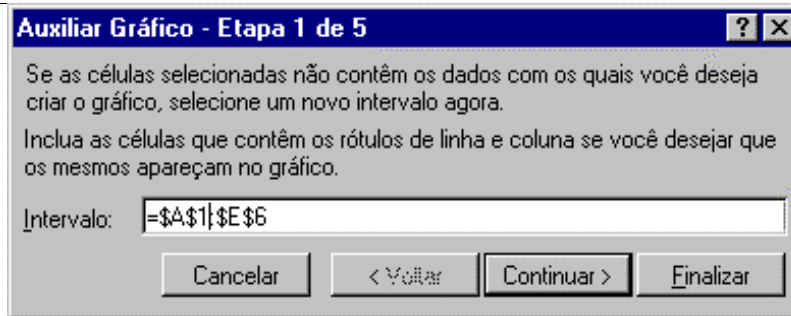 Auxiliar Gráfico - Etapa 1 de 5
Se as células selecionadas não contêm os dados com os quais você deseja
criar o gráfico, selecione um novo intervalo agora.
Inclua as células que contêm os rótulos de linha e coluna se você desejar que
os mesmos apareçam no gráfico.
Intervalo: =$A$1:$E$6
Cancelar < Voltar Continuar > Finalizar